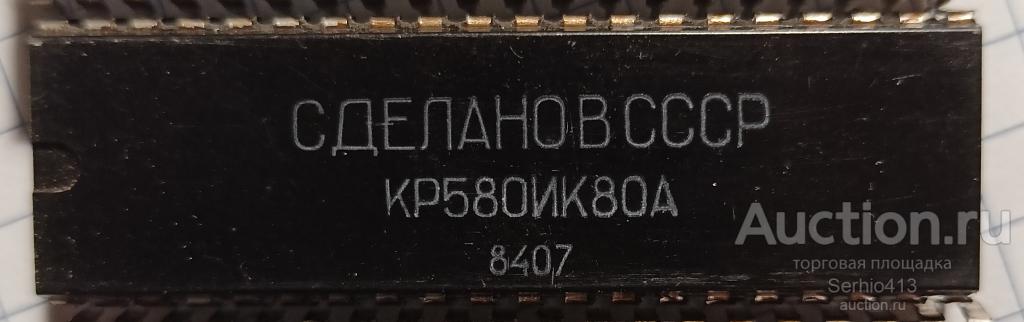 СДЕЛАНО В СССР
КР580ИК80А
8407
Auction.ru
торговая площадка
Serhio413
auction.ru